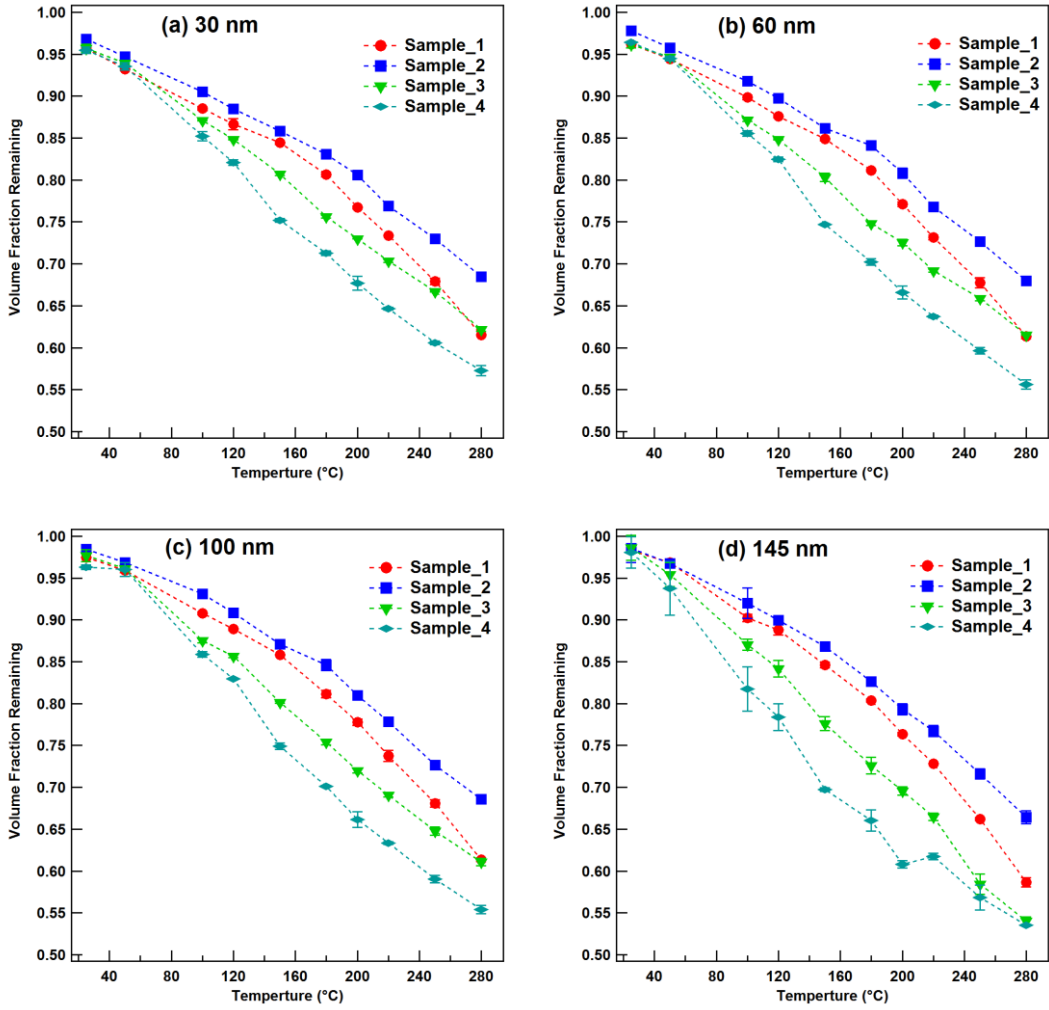 (a) 30 nm
Sample_1
Sample_2
Sample_3
Sample_4
1.00
0.95
0.90
0.85
0.80
0.75
0.70
0.65
0.60
0.55
0.50
Volume Fraction Remaining
40 80 120 160 200 240 280
Temperture (°C)
(b) 60 nm
Sample_1
Sample_2
Sample_3
Sample_4
1.00
0.95
0.90
0.85
0.80
0.75
0.70
0.65
0.60
0.55
0.50
Volume Fraction Remaining
40 80 120 160 200 240 280
Temperture (°C)
(c) 100 nm
Sample_1
Sample_2
Sample_3
Sample_4
1.00
0.95
0.90
0.85
0.80
0.75
0.70
0.65
0.60
0.55
0.50
Volume Fraction Remaining
40 80 120 160 200 240 280
Temperture (°C)
(d) 145 nm
Sample_1
Sample_2
Sample_3
Sample_4
1.00
0.95
0.90
0.85
0.80
0.75
0.70
0.65
0.60
0.55
0.50
Volume Fraction Remaining
40 80 120 160 200 240 280
Temperture (°C)